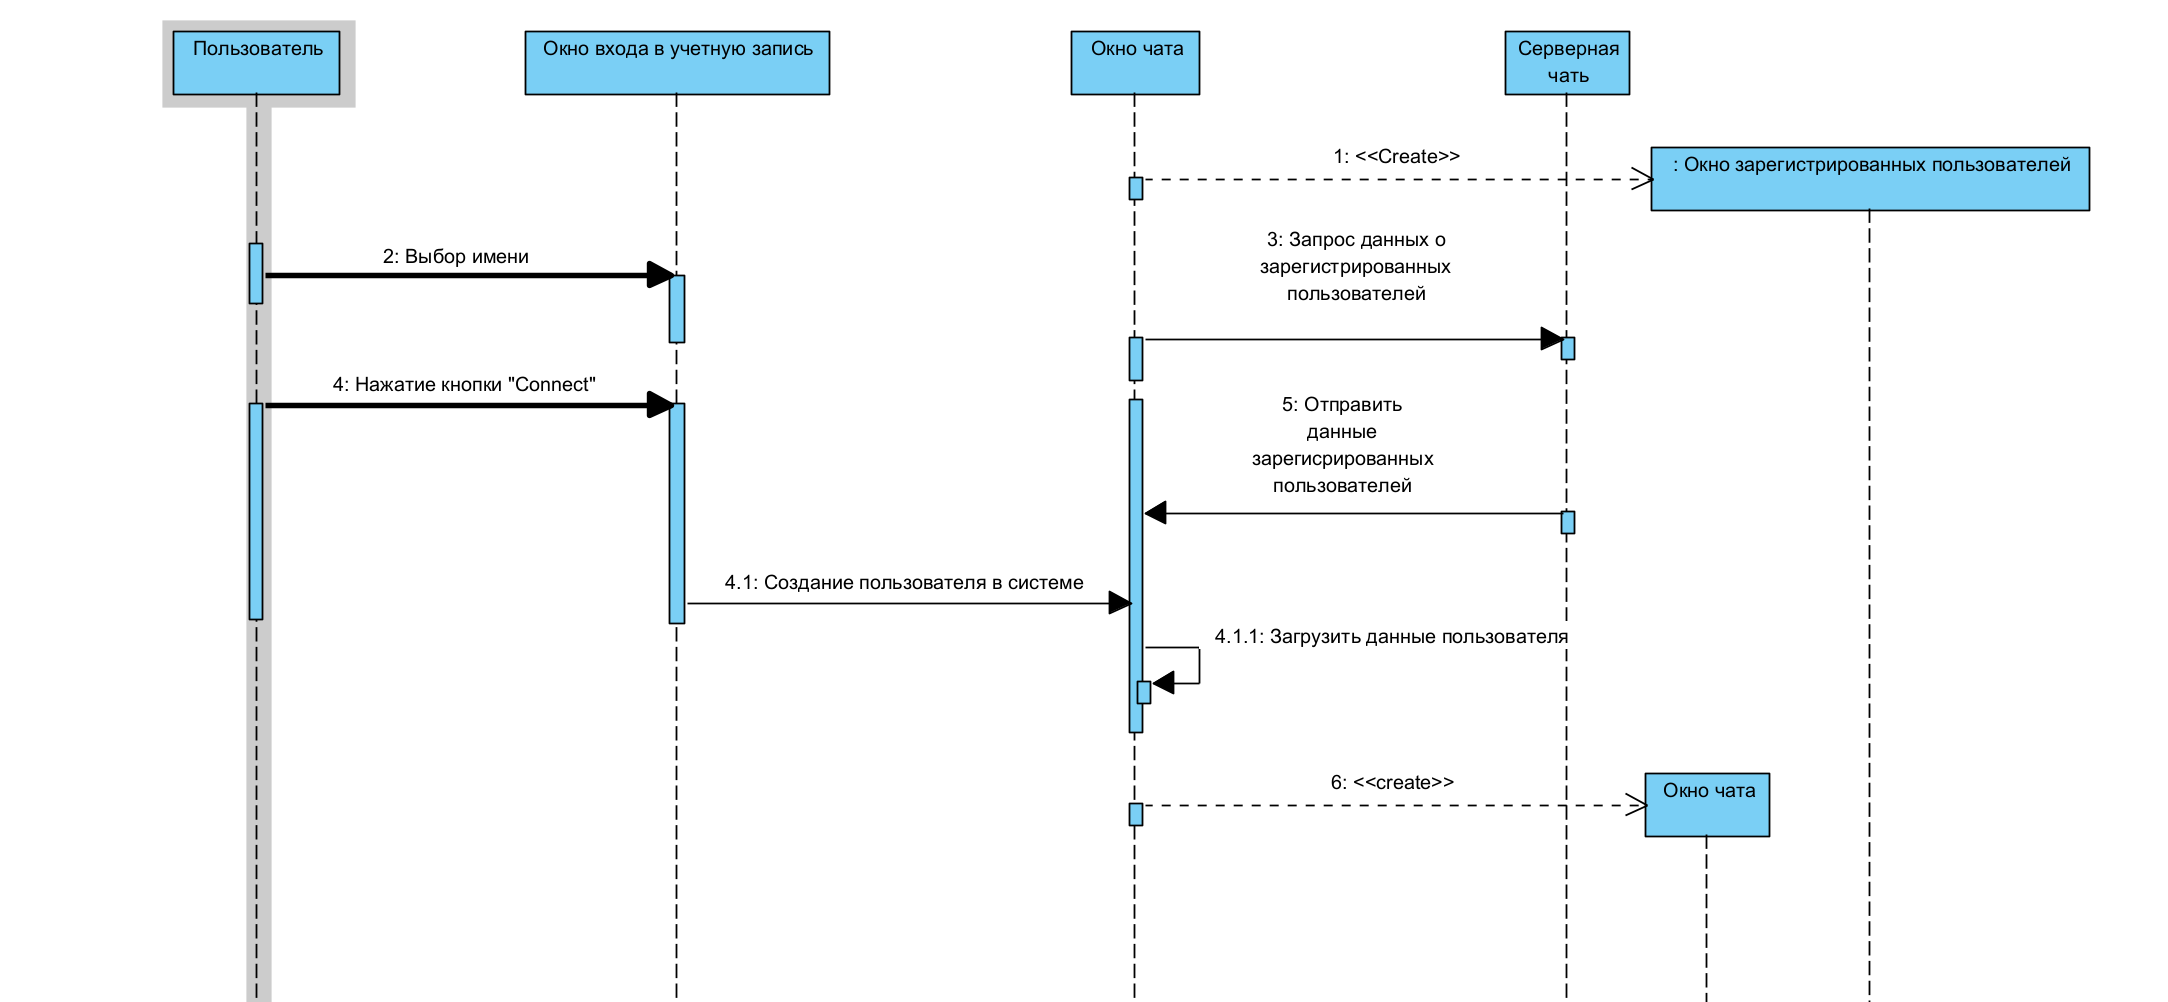 Пользователь
Окно входа в учетную запись
Окно чата
Серверная
чать
1: <<Create>>
: Окно зарегистрированных пользователей
2: Выбор имени
3: Запрос данных о
зарегистрированных
пользователей
4: Нажатие кнопки "Connect"
5: Отправить
данные
зарегисрированных
пользователей
4.1: Создание пользователя в системе
4.1.1: Загрузить данные пользователя
6: <<create>>
Окно чата